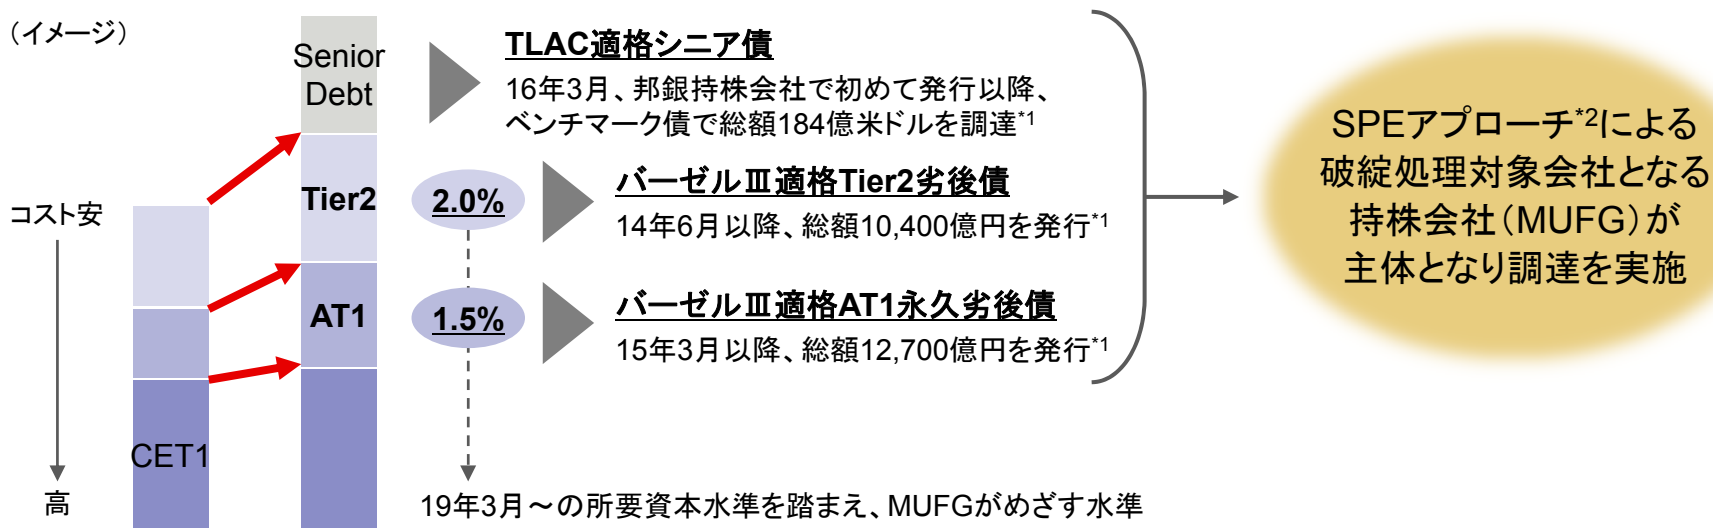 (イメージ)
コスト安
高
CET1
Senior
Debt
Tier2
AT1
TLAC適格シニア債
16年3月、邦銀持株会社で初めて発行以降、
ベンチマーク債で総額184億米ドルを調達*1
2.0%
バーゼルⅢ適格Tier2劣後債
14年6月以降、総額10,400億円を発行*1
1.5%
バーゼルⅢ適格AT1永久劣後債
15年3月以降、総額12,700億円を発行*1
19年3月～の所要資本水準を踏まえ、MUFGがめざす水準
SPEアプローチ*2による
破綻処理対象会社となる
持株会社(MUFG)が
主体となり調達を実施